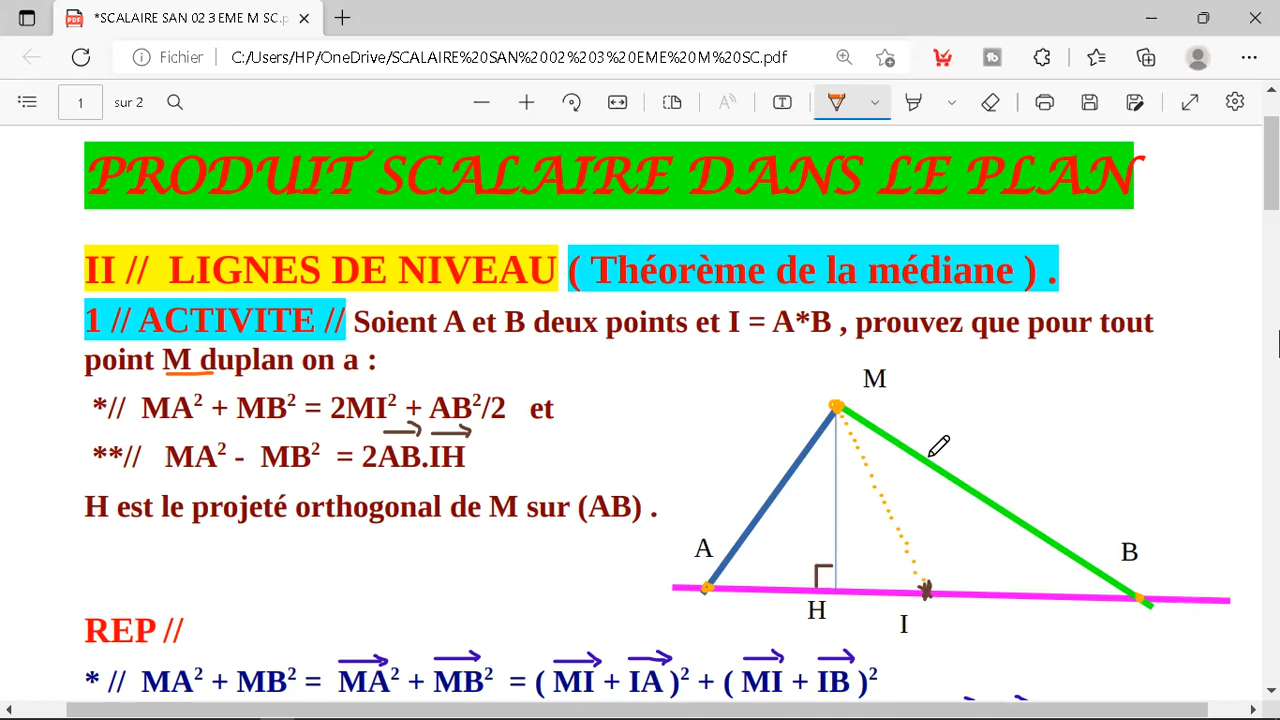 *SCALAIRE SAN 02 3 EME M SC.p
Fichier
C:/Users/HP/OneDrive/SCALAIRE%20SAN%2002%203%20EME%20M%20SC.pdf
1 sur 2
PRODUIT SCALAIRE DANS LE PLAN
II // LIGNES DE NIVEAU ( Théorème de la médiane ) .
1 // ACTIVITE // Soient A et B deux points et I = A*B , prouvez que pour tout
point M duplan on a :
*// MA² + MB² = 2MI² + AB²/2 et
**// MA² - MB² = 2AB.IH
H est le projeté orthogonal de M sur (AB) .
M
A
B
H
I
REP //
* // MA² + MB² = MA² + MB² = ( MI + IA )² + ( MI + IB )²